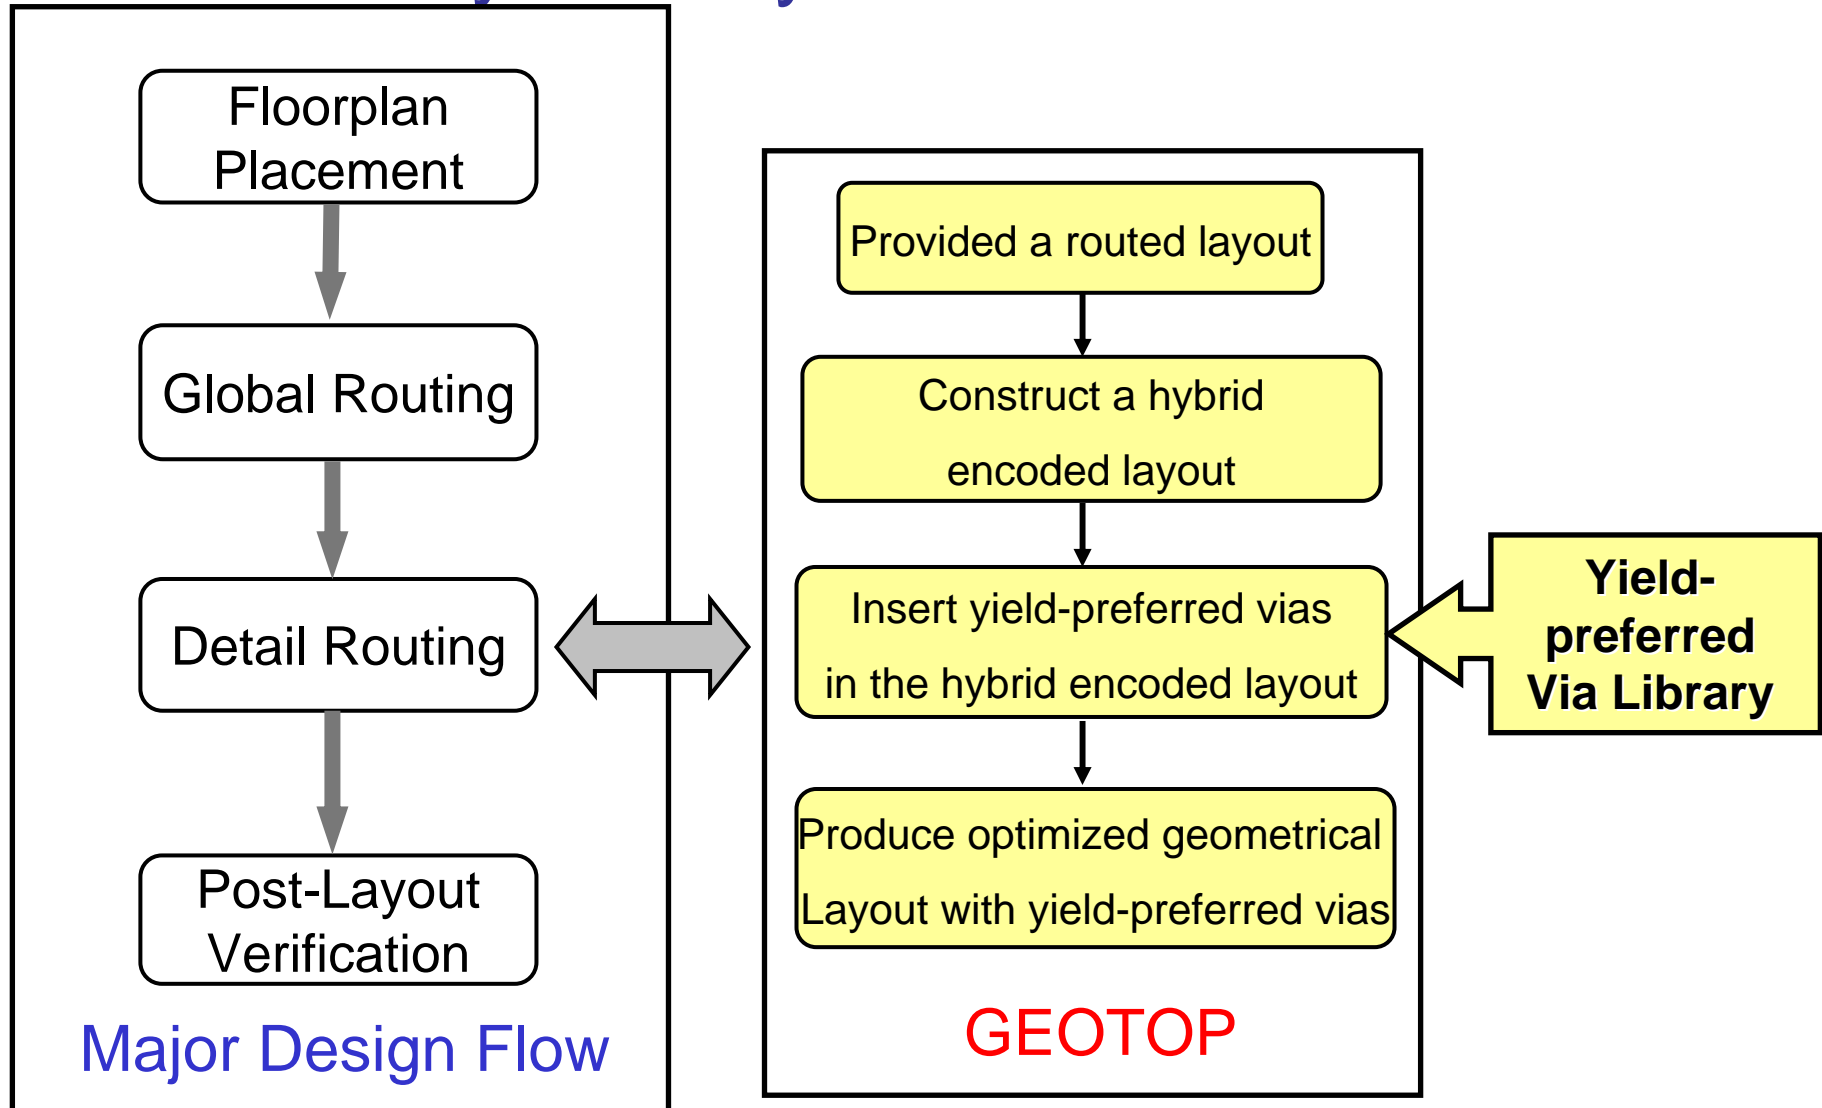 Floorplan
Placement
Global Routing
Detail Routing
Post-Layout
Verification
Major Design Flow
Provided a routed layout
Construct a hybrid
encoded layout
Insert yield-preferred vias
in the hybrid encoded layout
Produce optimized geometrical
Layout with yield-preferred vias
GEOTOP
Yield-
preferred
Via Library